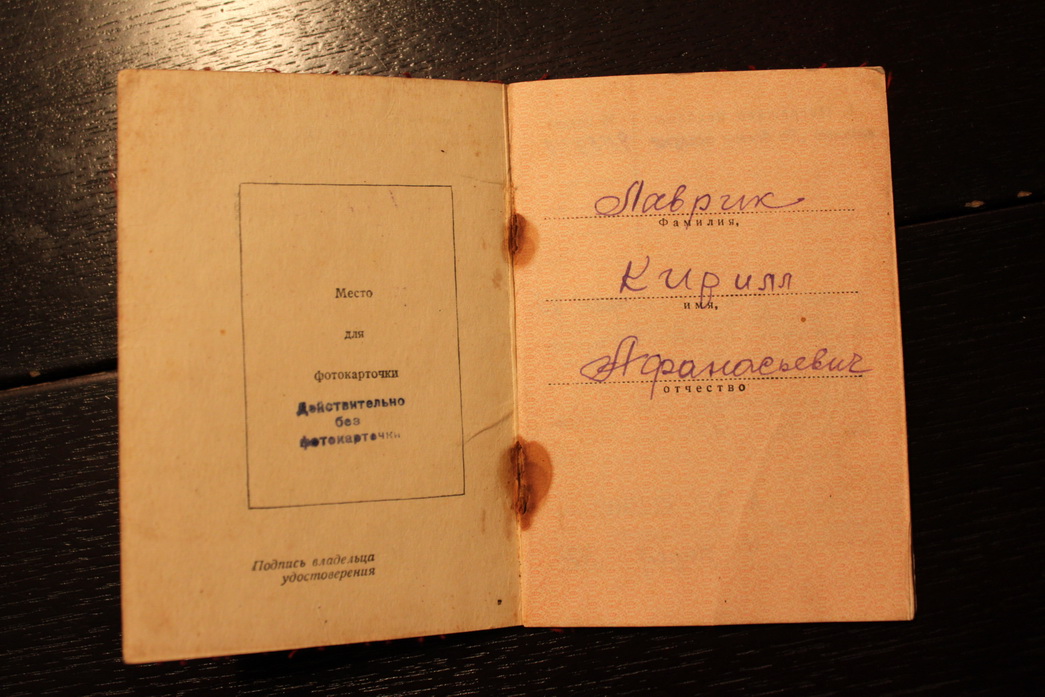 Место
для
фотокарточки
Действительно
без
фотокарточки
Подпись владельца
удостоверения
Лаврик
Фамилия,
Кирилл
имя,
Афанасьевич
отчество